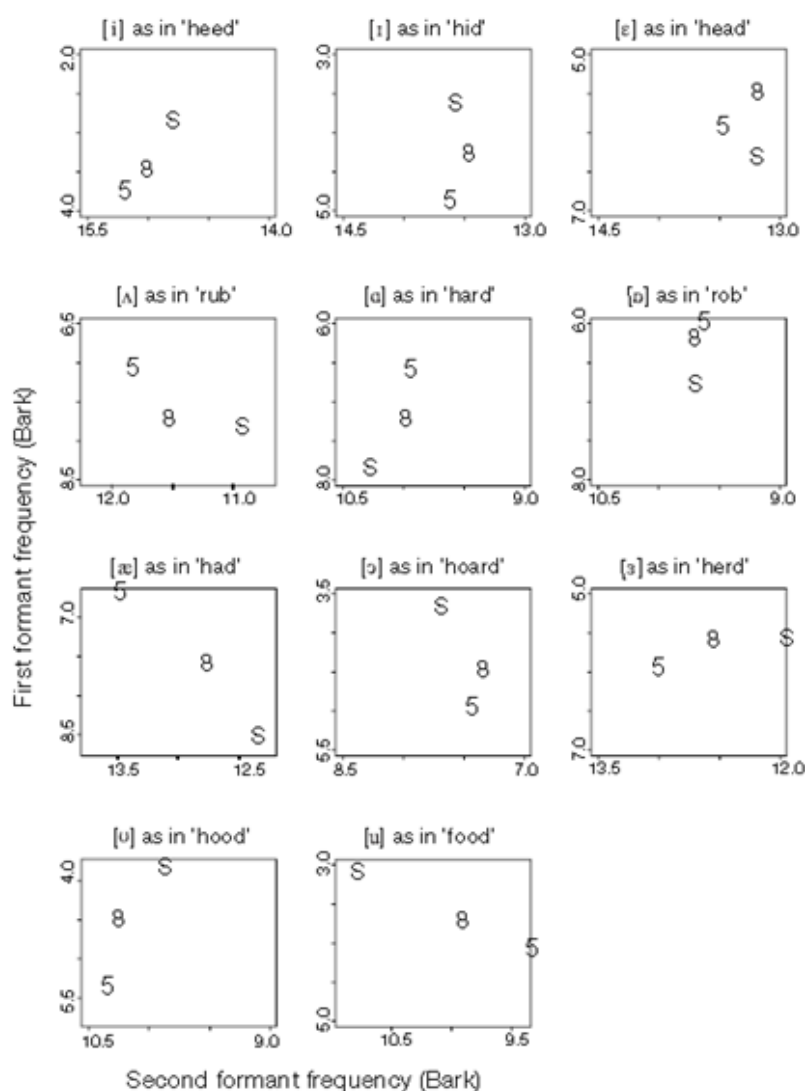 [i] as in 'heed'
2.0
4.0
S
8
5
15.5 14.0
[ɪ] as in 'hid'
3.0
5.0
S
8
5
14.5 13.0
[ɛ] as in 'head'
5.0
7.0
8
5
S
14.5 13.0
[ʌ] as in 'rub'
6.5
8.5
5
8
S
12.0 11.0
[ɑ] as in 'hard'
6.0
8.0
5
8
S
10.5 9.0
[ɒ] as in 'rob'
6.0
8.0
5
8
S
10.5 9.0
First formant frequency (Bark)
[æ] as in 'had'
7.0
8.5
5
8
S
13.5 12.5
[ɔ] as in 'hoard'
3.5
5.5
S
8
5
8.5 7.0
[ɜ] as in 'herd'
5.0
7.0
S
8
5
13.5 12.0
[ʊ] as in 'hood'
4.0
5.5
S
8
5
10.5 9.0
[u] as in 'food'
3.0
5.0
S
8
5
10.5 9.5
Second formant frequency (Bark)